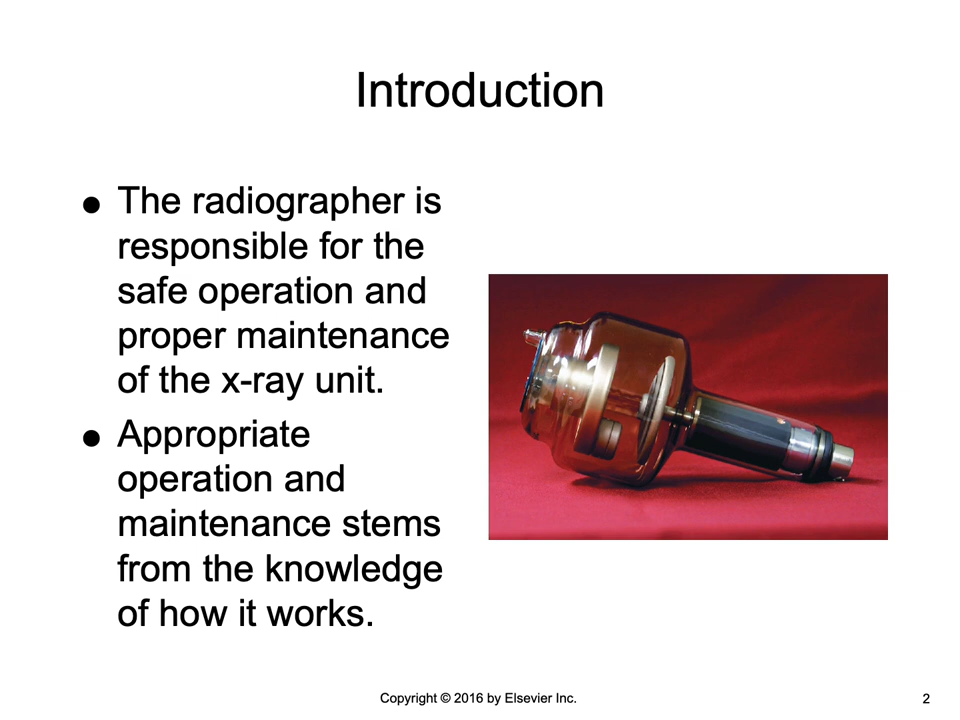 Introduction
● The radiographer is
responsible for the
safe operation and
proper maintenance
of the x-ray unit.
● Appropriate
operation and
maintenance stems
from the knowledge
of how it works.
Copyright © 2016 by Elsevier Inc.
2